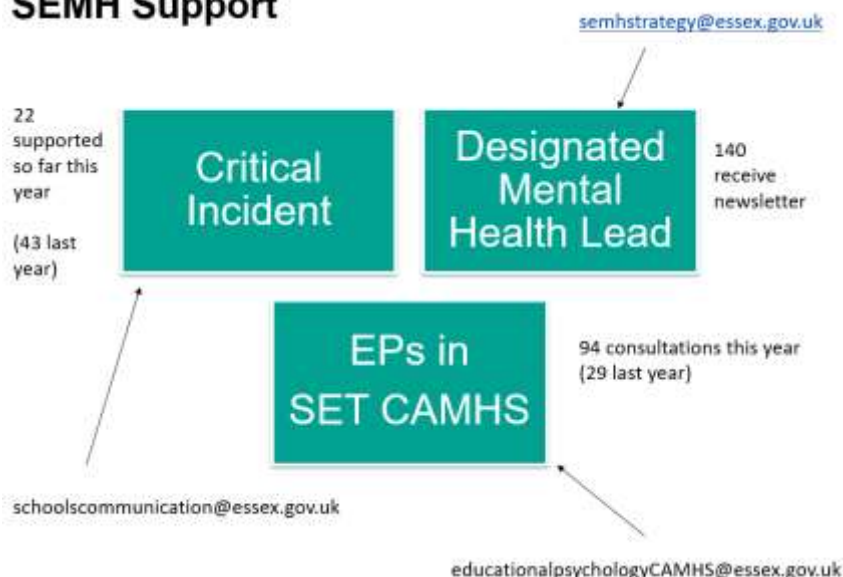 SEMH Support
semhstrategy@essex.gov.uk
22
supported
so far this
year
(43 last
year)
Critical
Incident
Designated
Mental
Health Lead
140
receive
newsletter
EPs in
SET CAMHS
94 consultations this year
(29 last year)
schoolscommunication@essex.gov.uk
educationalpsychologyCAMHS@essex.gov.uk